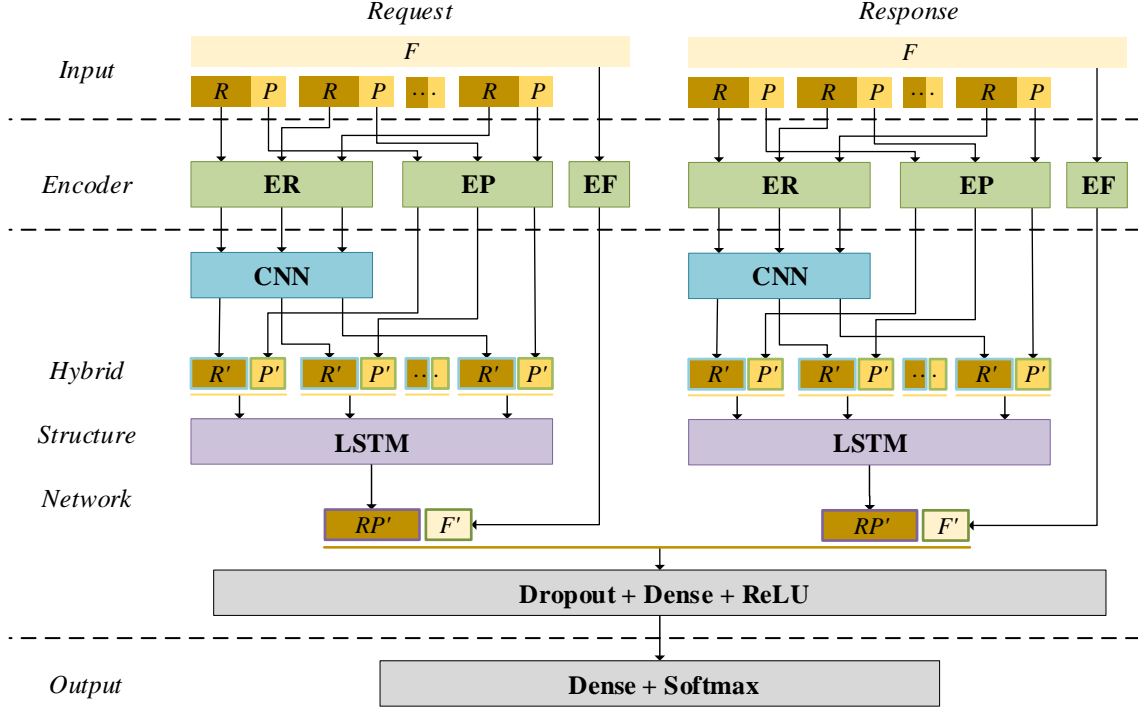 Request Response
Input F F
R P R P ... R P R P R P ... R P
Encoder ER EP EF ER EP EF
CNN CNN
Hybrid R' P' R' P' ... R' P' R' P' R' P' ... R' P'
Structure LSTM LSTM
Network RP' F' RP' F'
Dropout + Dense + ReLU
Output Dense + Softmax